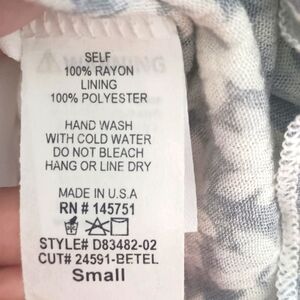 SELF
100% RAYON
LINING
100% POLYESTER
HAND WASH
WITH COLD WATER
DO NOT BLEACH
HANG OR LINE DRY
MADE IN U.S.A
RN # 145751
STYLE# D83482-02
CUT# 24591-BETEL
Small